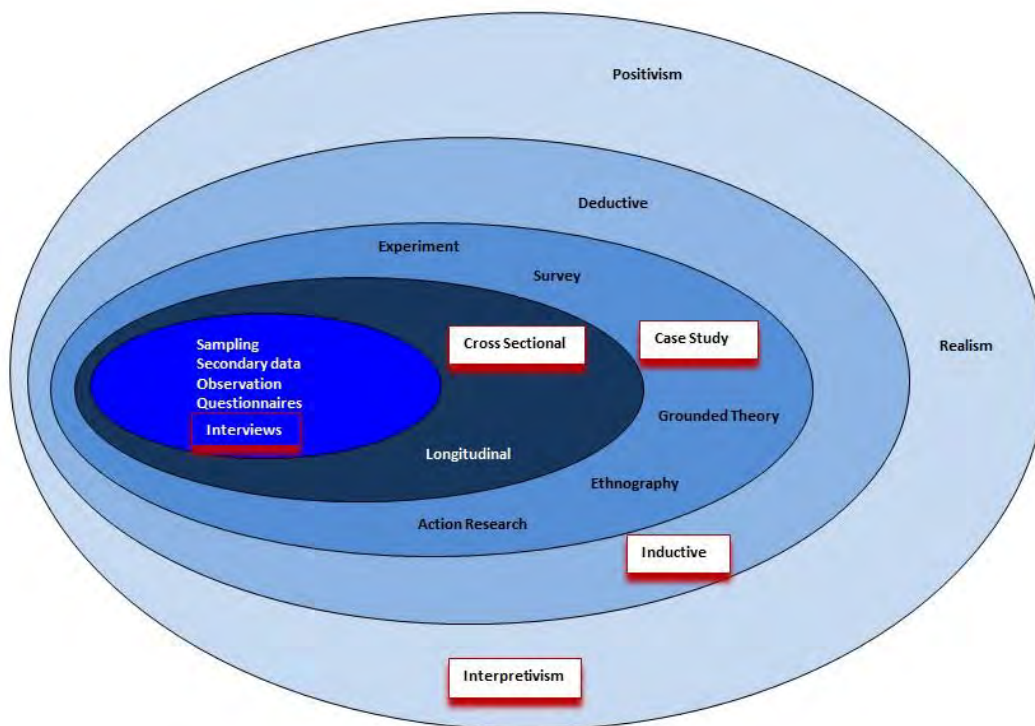 Positivism
Deductive
Experiment
Survey
Cross Sectional
Case Study
Realism
Sampling
Secondary data
Observation
Questionnaires
Interviews
Grounded Theory
Longitudinal
Ethnography
Action Research
Inductive
Interpretivism